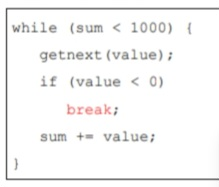 while (sum < 1000) {
getnext(value);
if (value < 0)
break;
sum += value;
}